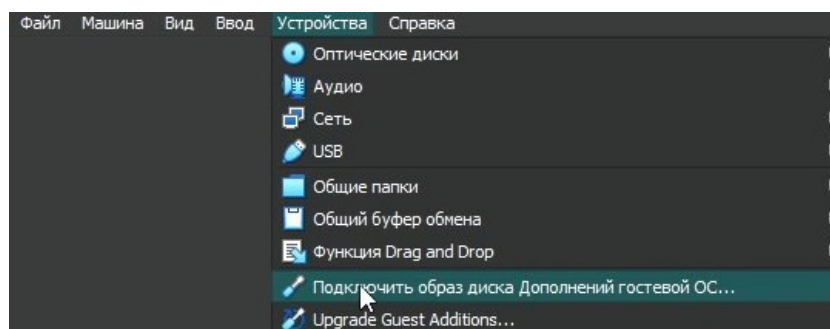 Файл Машина Вид Ввод Устройства Справка
Оптические диски
Аудио
Сеть
USB
Общие папки
Общий буфер обмена
Функция Drag and Drop
Подключить образ диска Дополнений гостевой ОС...
Upgrade Guest Additions...